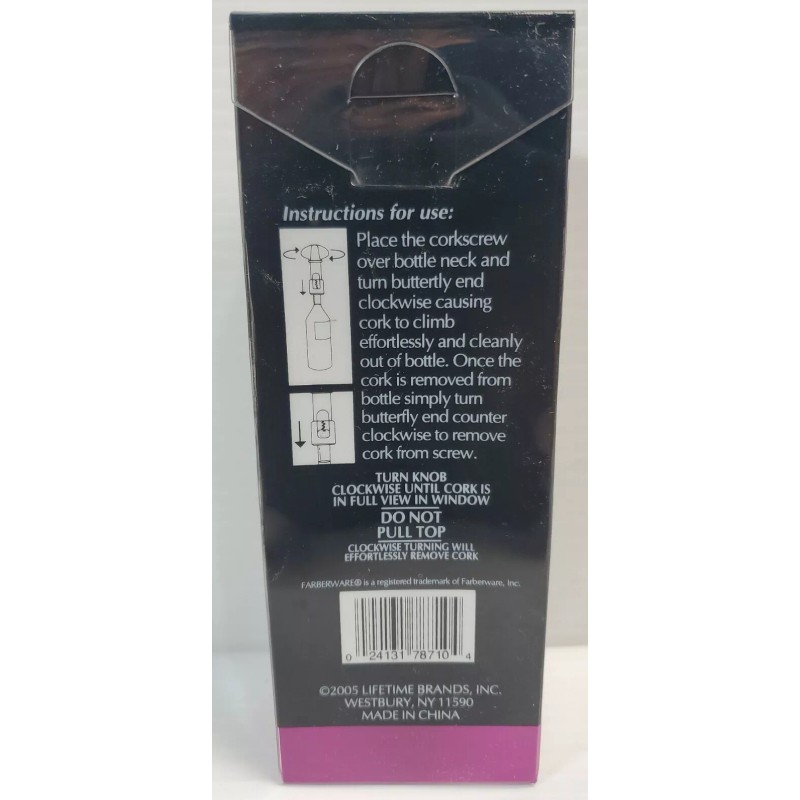 Instructions for use:
Place the corkscrew
over bottle neck and
turn buttertly end
clockwise causing
cork to climb
effortlessly and cleanly
out of bottle. Once the
cork is removed from
bottle simply turn
butterfly end counter
clockwise to remove
cork from screw.
TURN KNOB
CLOCKWISE UNTIL CORK IS
IN FULL VIEW IN WINDOW
DO NOT
PULL TOP
CLOCKWISE TURNING WILL
EFFORTLESSLY REMOVE CORK
FARBERWARE® is a registered trademark of Farberware, Inc.
0 24131 78710 4
©2005 LIFETIME BRANDS, INC.
WESTBURY, NY 11590
MADE IN CHINA